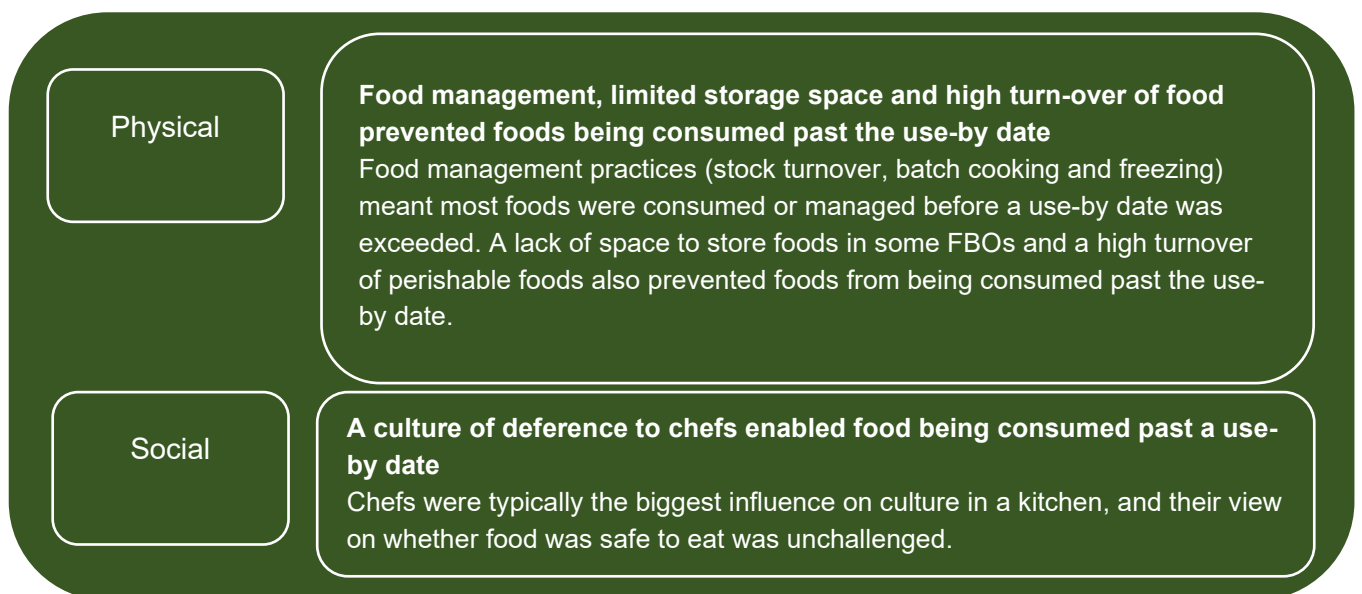 Physical
Food management, limited storage space and high turn-over of food
prevented foods being consumed past the use-by date
Food management practices (stock turnover, batch cooking and freezing)
meant most foods were consumed or managed before a use-by date was
exceeded. A lack of space to store foods in some FBOs and a high turnover
of perishable foods also prevented foods from being consumed past the use-
by date.
Social
A culture of deference to chefs enabled food being consumed past a use-
by date
Chefs were typically the biggest influence on culture in a kitchen, and their view
on whether food was safe to eat was unchallenged.